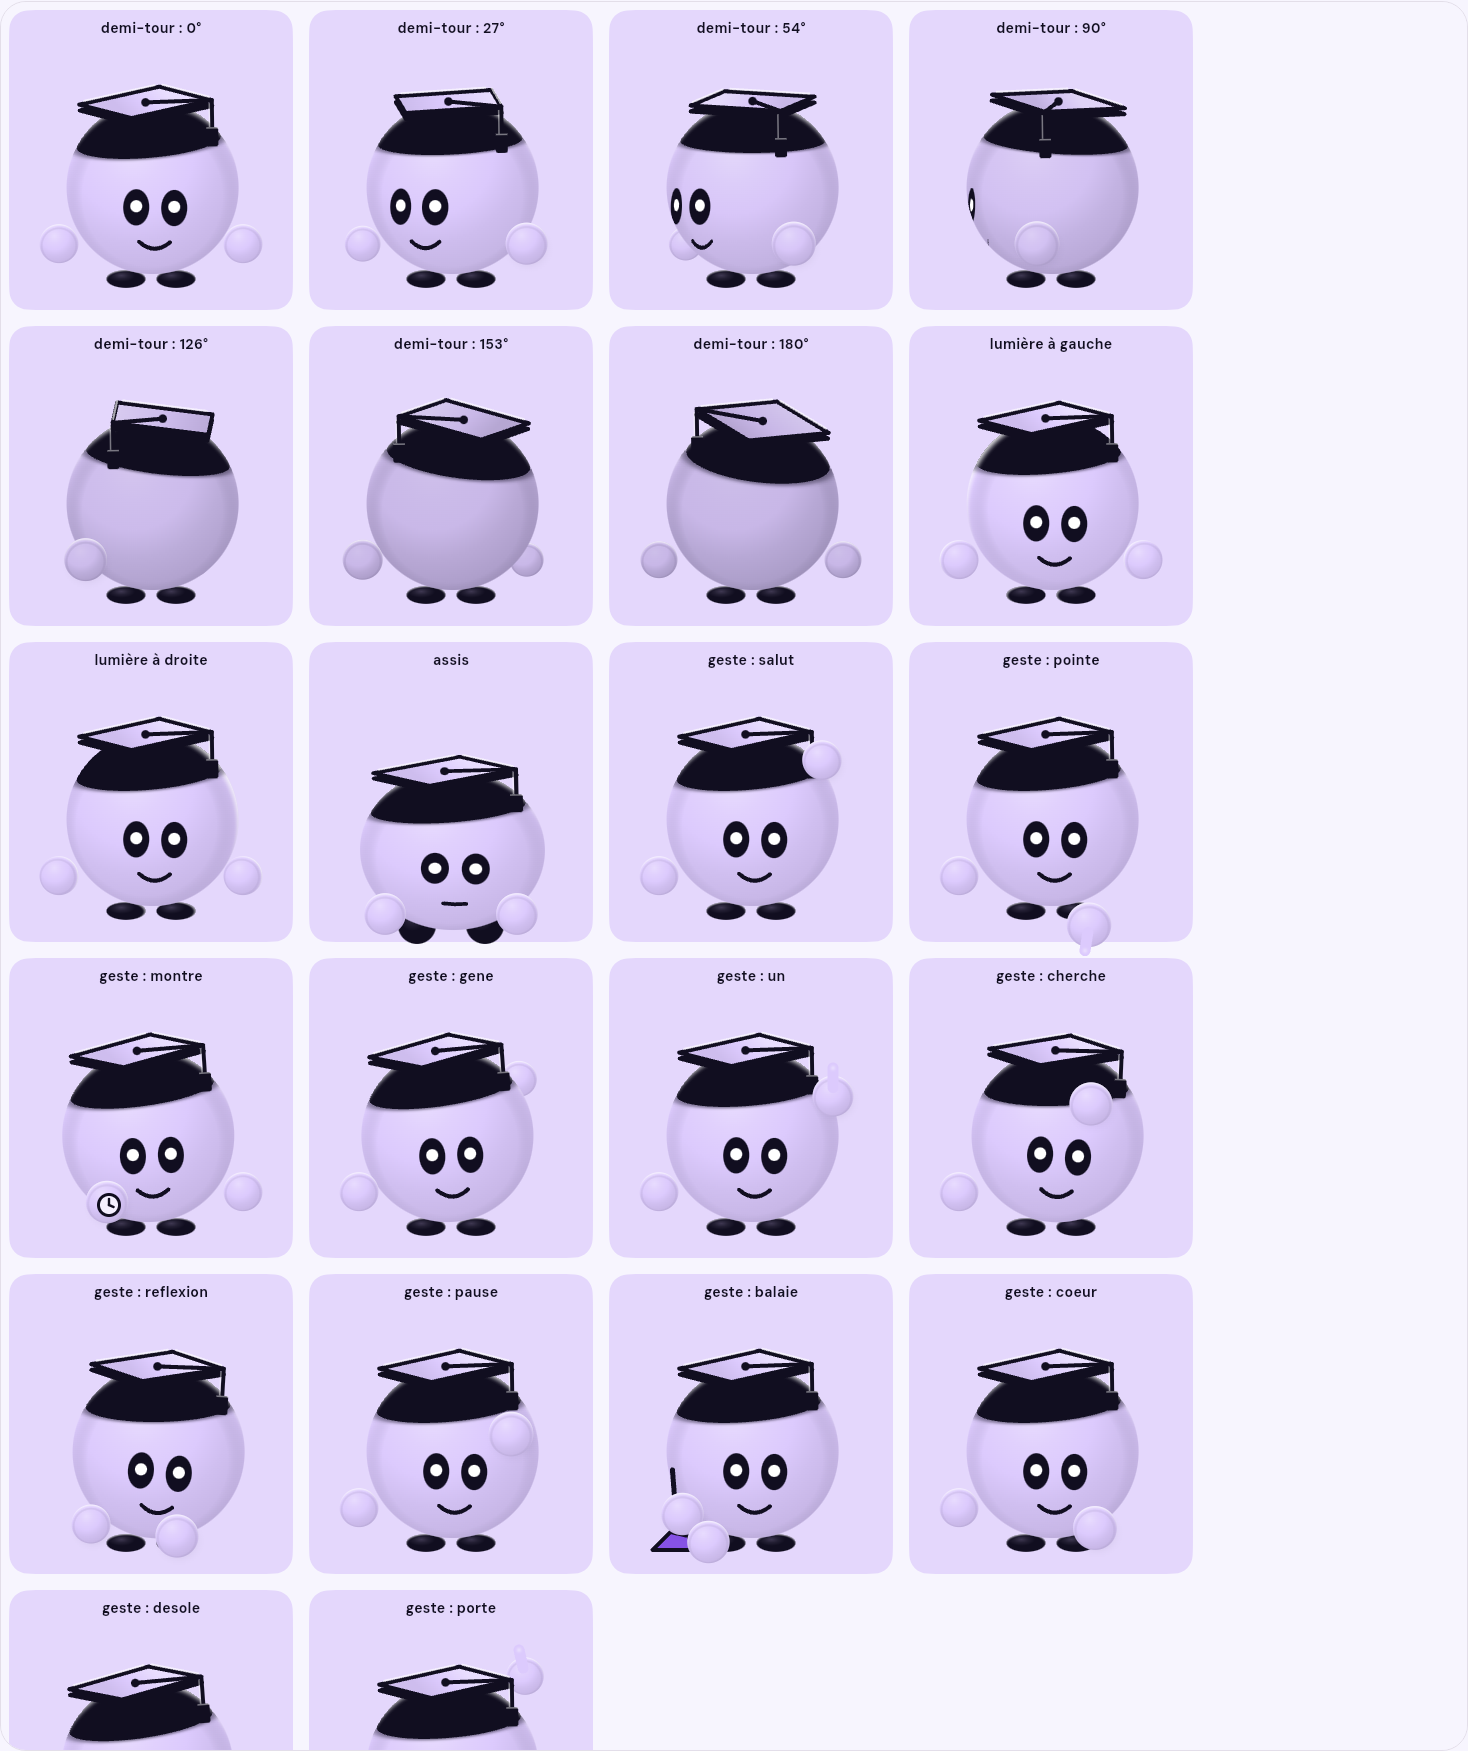 demi-tour : 0°
demi-tour : 27°
demi-tour : 54°
demi-tour : 90°
demi-tour : 126°
demi-tour : 153°
demi-tour : 180°
lumière à gauche
lumière à droite
assis
geste : salut
geste : pointe
geste : montre
geste : gene
geste : un
geste : cherche
geste : reflexion
geste : pause
geste : balaie
geste : coeur
geste : desole
geste : porte